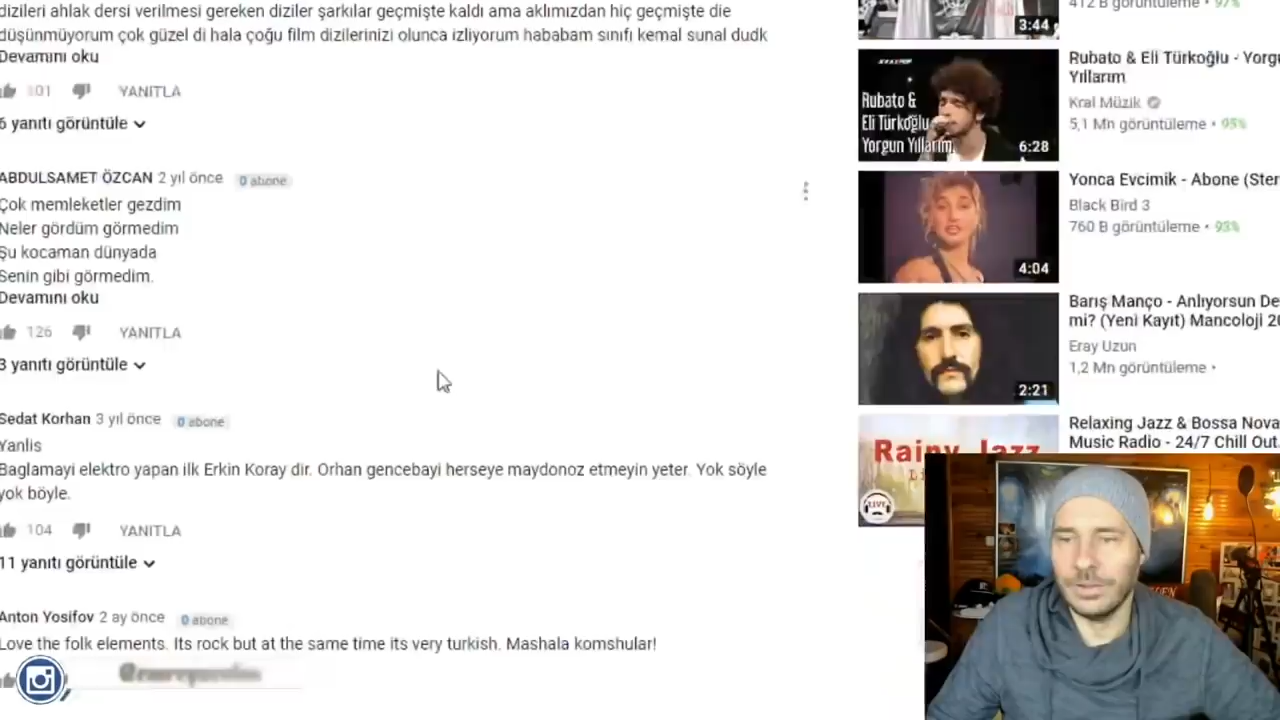 dizileri ahlak dersi verilmesi gereken diziler şarkılar geçmişte kaldı ama aklımızdan hiç geçmişte die
düşünmüyorum çok güzel di hala çoğu film dizilerinizi olunca izliyorum hababam sınıfı kemal sunal dudk
Devamını oku
101 YANITLA
6 yanıtı görüntüle
ABDULSAMET ÖZCAN 2 yıl önce 0 abone
Çok memleketler gezdim
Neler gördüm görmedim
Şu kocaman dünyada
Senin gibi görmedim.
Devamını oku
126 YANITLA
3 yanıtı görüntüle
Sedat Korhan 3 yıl önce 0 abone
Yanlis
Baglamayi elektro yapan ilk Erkin Koray dir. Orhan gencebayi herseye maydonoz etmeyin yeter. Yok söyle
yok böyle.
104 YANITLA
11 yanıtı görüntüle
Anton Yosifov 2 ay önce 0 abone
Love the folk elements. Its rock but at the same time its very turkish. Mashala komshular!
412 B görüntüleme • 97%
3:44
Rubato &
Eli Türkoğlu
Yorgun Yıllarım
6:28
Rubato & Eli Türkoğlu - Yorgu
Yıllarım
Kral Müzik
5,1 Mn görüntüleme • 95%
4:04
Yonca Evcimik - Abone (Ster
Black Bird 3
760 B görüntüleme • 93%
2:21
Barış Manço - Anlıyorsun De
mi? (Yeni Kayıt) Mancoloji 20
Eray Uzun
1,2 Mn görüntüleme •
Rainy Jazz
LIVE
Relaxing Jazz & Bossa Nova
Music Radio - 24/7 Chill Out.